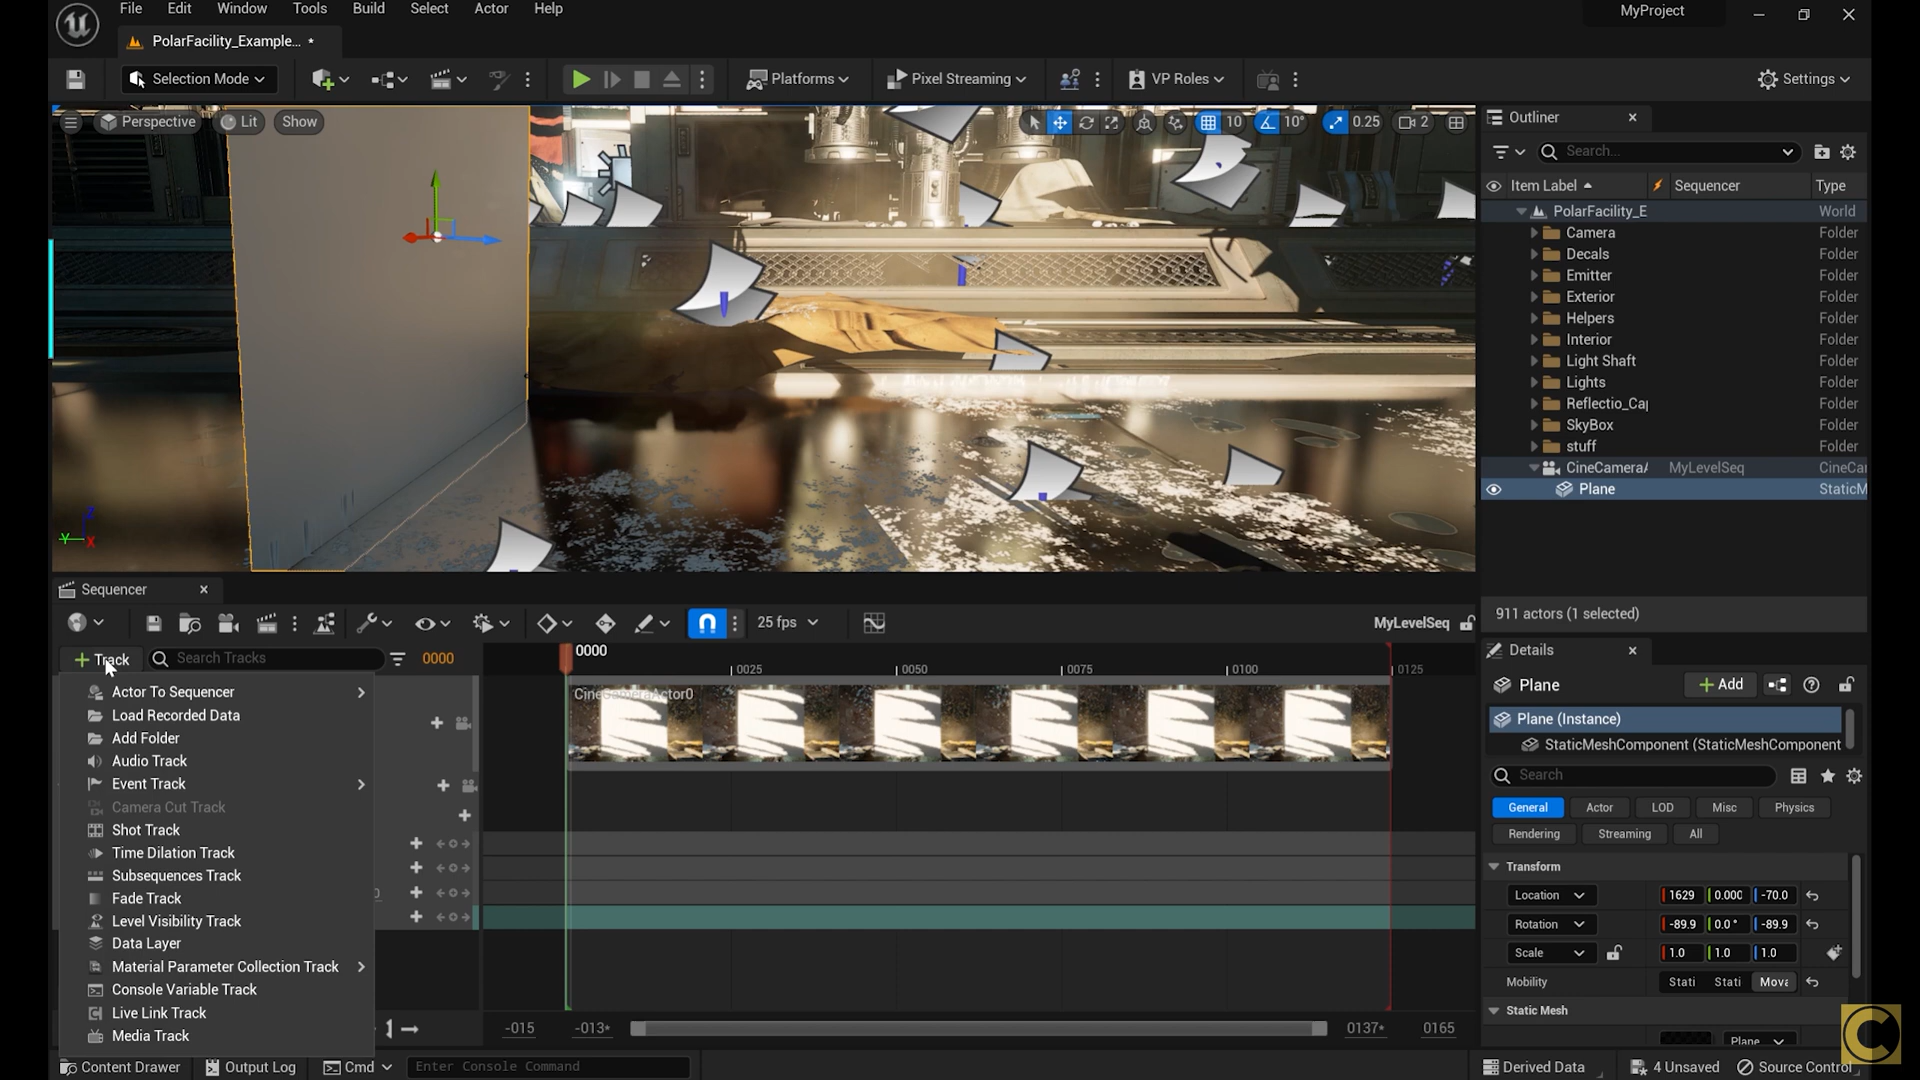 File Edit Window Tools Build Select Actor Help
MyProject
PolarFacility_Example... •
Selection Mode
Platforms
Pixel Streaming
VP Roles
Settings
Perspective Lit Show
10 10° 0.25 2
Outliner
Search...
Item Label Sequencer Type
PolarFacility_E World
Camera Folder
Decals Folder
Emitter Folder
Exterior Folder
Helpers Folder
Interior Folder
Light Shaft Folder
Lights Folder
Reflectio_Ca Folder
SkyBox Folder
stuff Folder
CineCamera MyLevelSeq CineCa
Plane StaticM
911 actors (1 selected)
Y Z X
Sequencer
25 fps
MyLevelSeq
+ Track
Search Tracks
0000
0000
0025 0050 0075 0100 0125
CineCameraActor0
Actor To Sequencer
Load Recorded Data
Add Folder
Audio Track
Event Track
Camera Cut Track
Shot Track
Time Dilation Track
Subsequences Track
Fade Track
Level Visibility Track
Data Layer
Material Parameter Collection Track
Console Variable Track
Live Link Track
Media Track
-015 -013* 0137* 0165
Details
Plane
+ Add
Plane (Instance)
StaticMeshComponent (StaticMeshComponent
Search
General Actor LOD Misc Physics
Rendering Streaming All
Transform
Location 1629 0.000 -70.0
Rotation -89.9 0.0° -89.9
Scale 1.0 1.0 1.0
Mobility Stati Stati Mova
Static Mesh
Plane
Content Drawer
Output Log
Cmd
Enter Console Command
Derived Data
4 Unsaved
Source Control